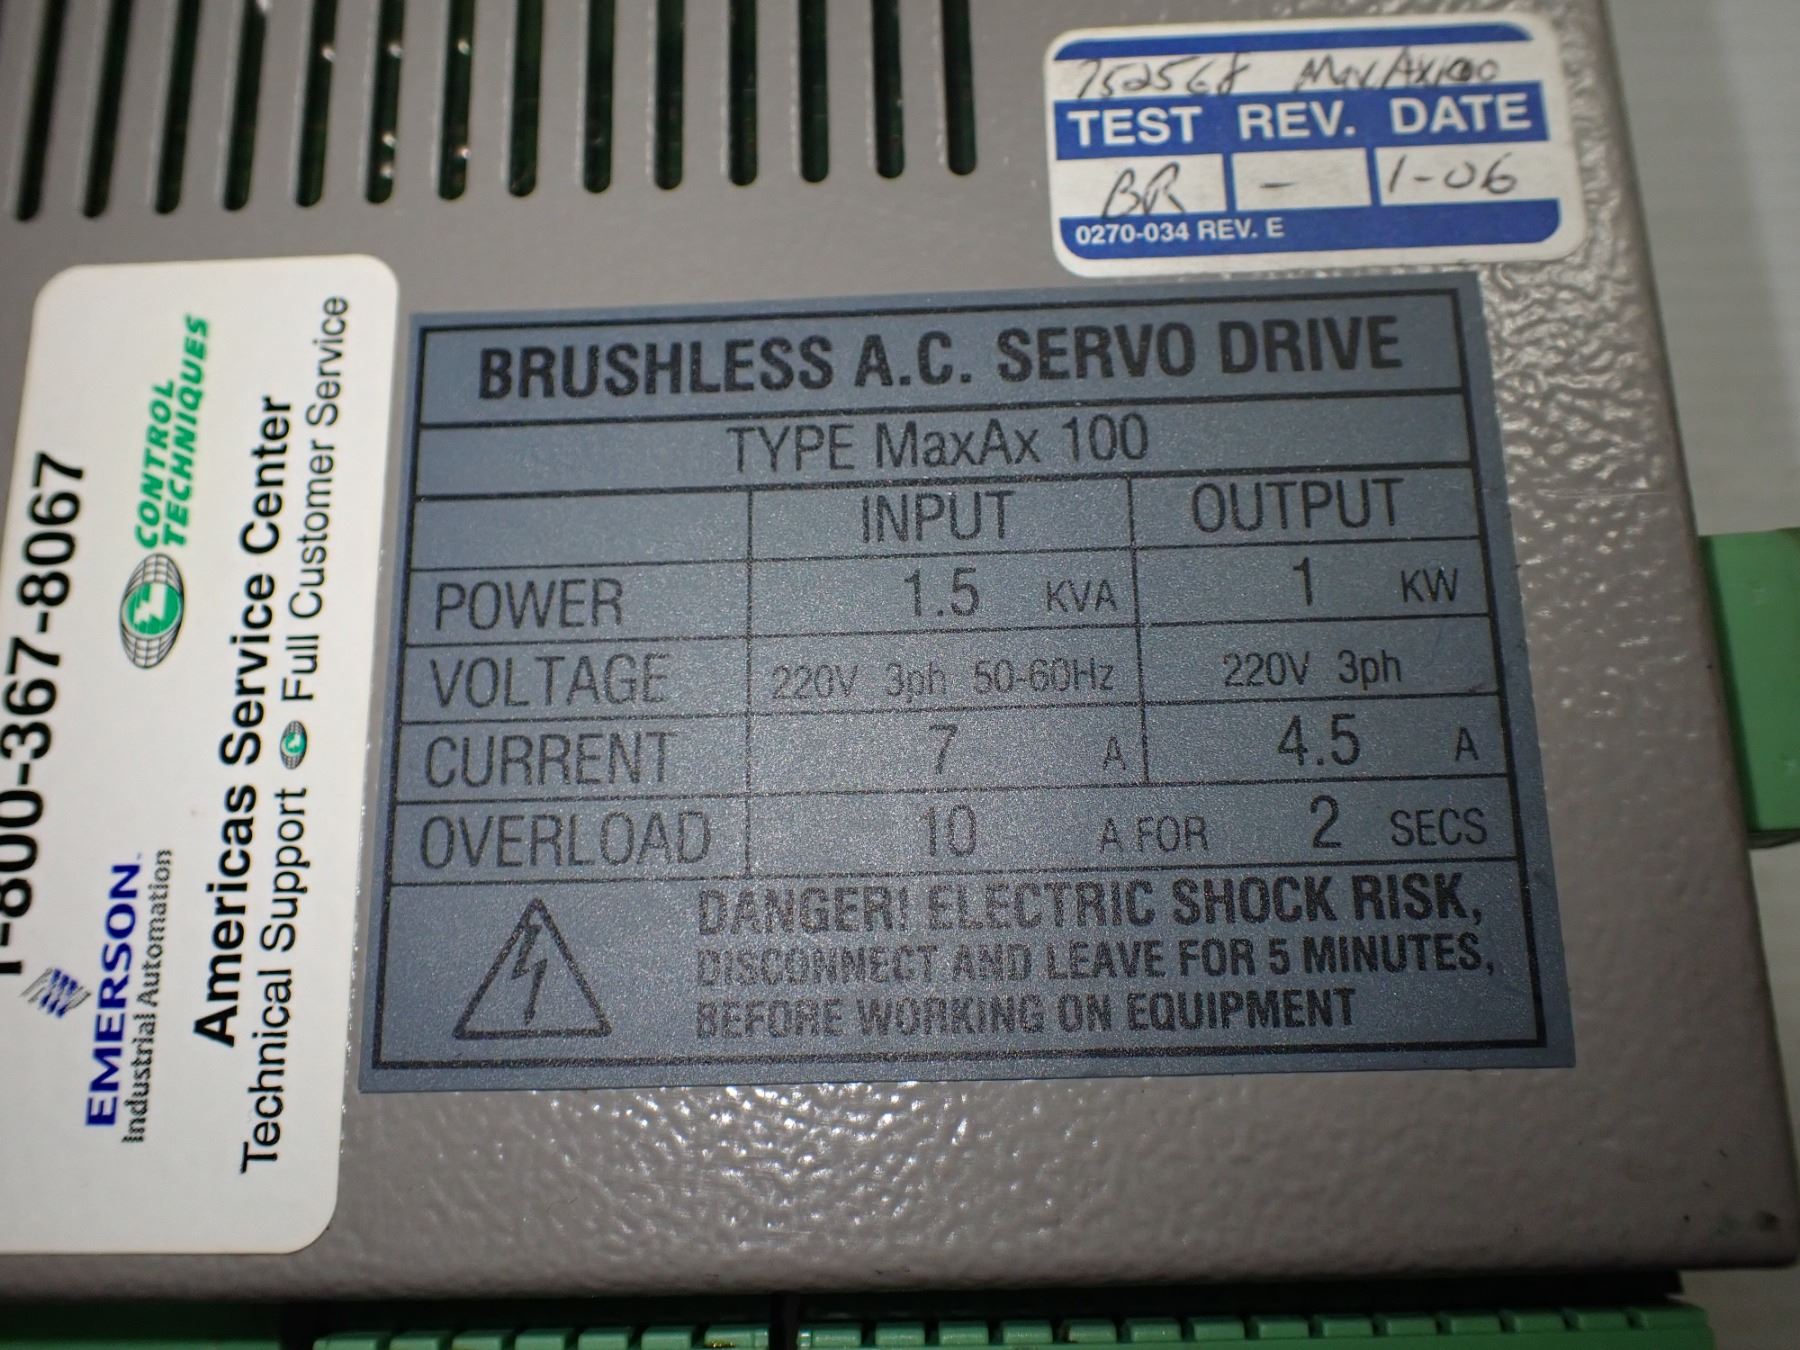 752568 MaxAx100
TEST REV. DATE
BR - 1-06
0270-034 REV. E
1-800-367-8067
CONTROL
TECHNIQUES
EMERSON
Industrial Automation
Americas Service Center
Technical Support Full Customer Service
BRUSHLESS A.C. SERVO DRIVE
TYPE MaxAx 100
INPUT OUTPUT
POWER 1.5 KVA 1 KW
VOLTAGE 220V 3ph 50-60Hz 220V 3ph
CURRENT 7 A 4.5 A
OVERLOAD 10 A FOR 2 SECS
DANGER! ELECTRIC SHOCK RISK,
DISCONNECT AND LEAVE FOR 5 MINUTES,
BEFORE WORKING ON EQUIPMENT